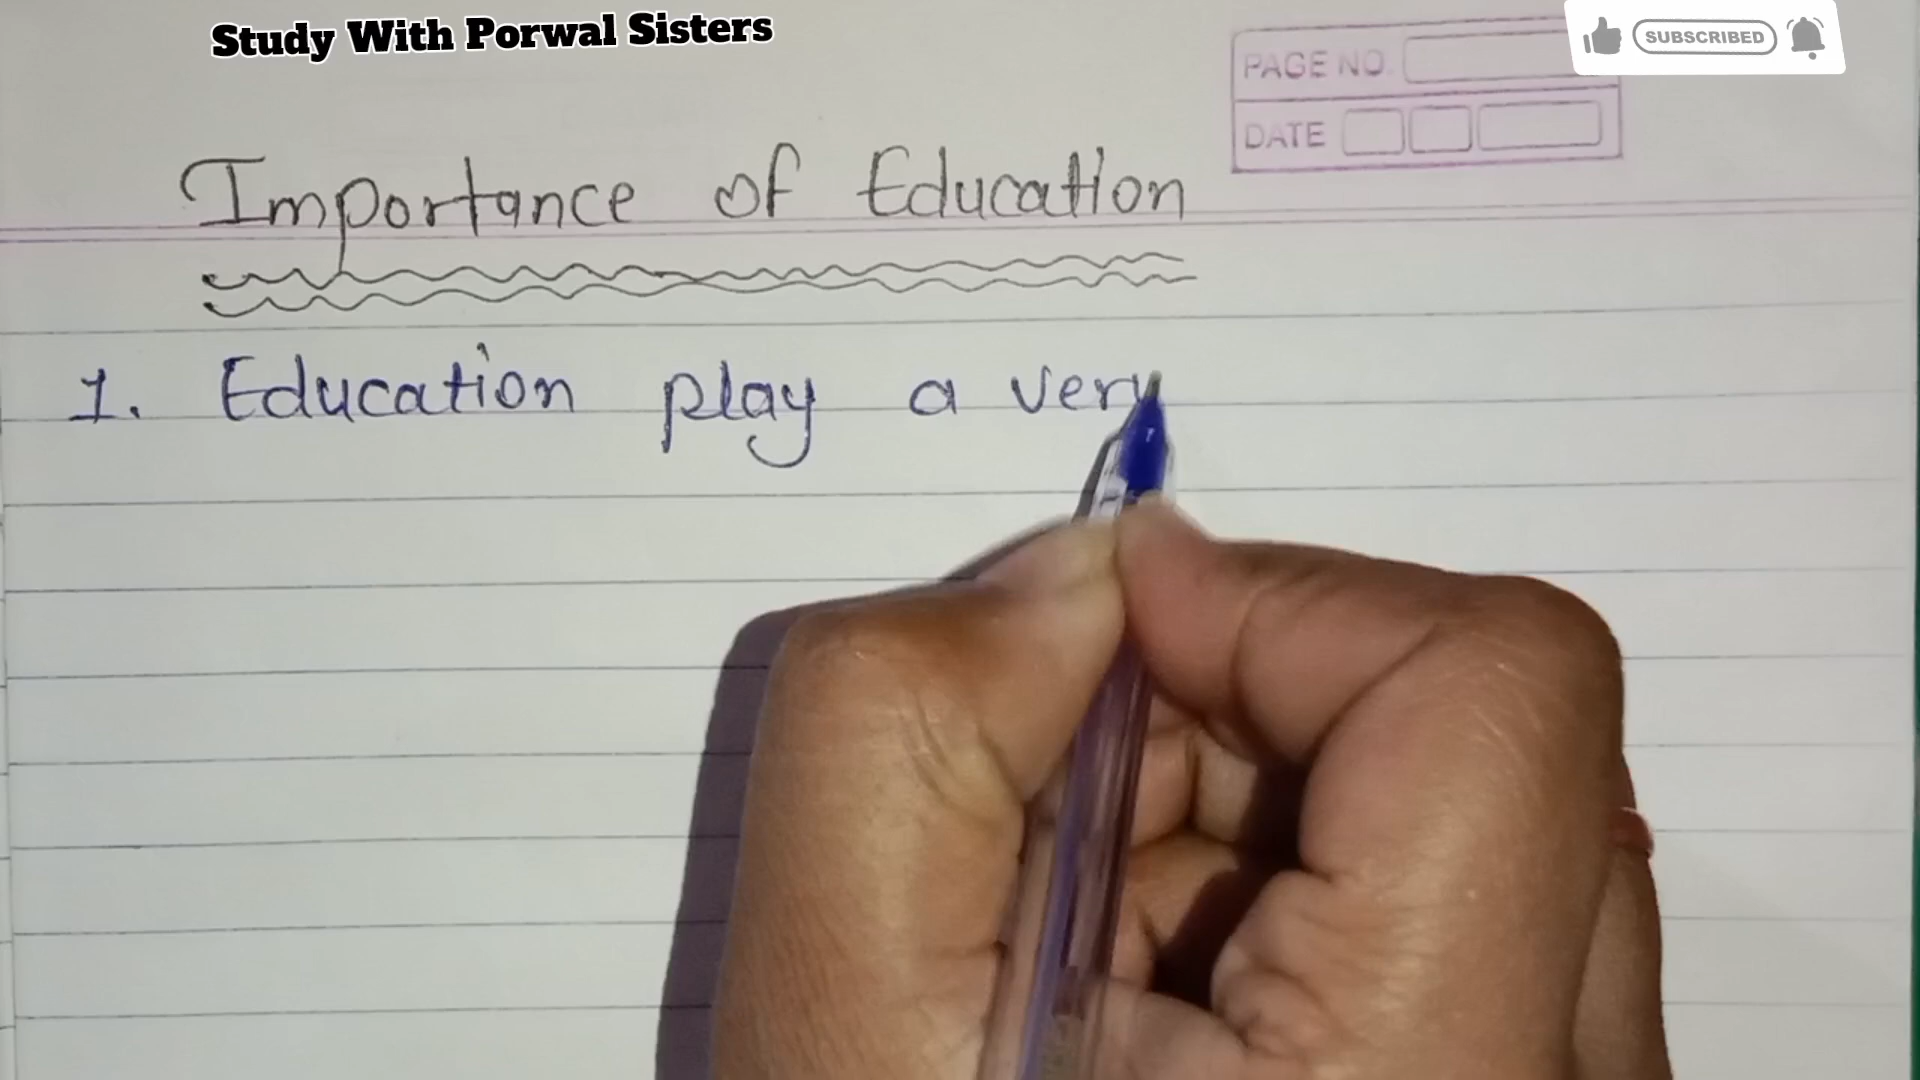 Study With Porwal Sisters
SUBSCRIBED
PAGE NO.
DATE
Importance of Education
1. Education play a very